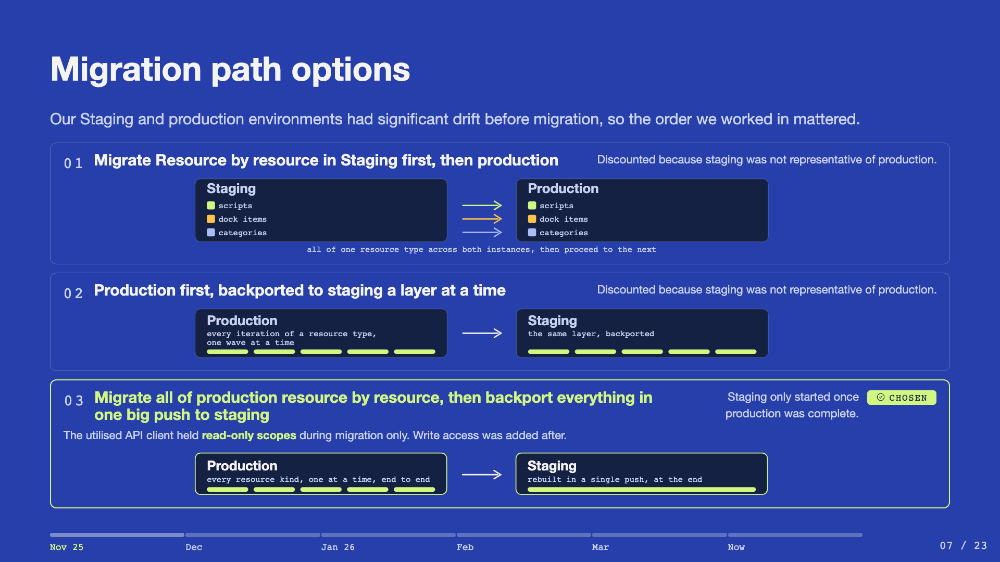 Migration path options
Our Staging and production environments had significant drift before migration, so the order we worked in mattered.
01 Migrate Resource by resource in Staging first, then production
Discounted because staging was not representative of production.
Staging
scripts
dock items
categories
Production
scripts
dock items
categories
all of one resource type across both instances, then proceed to the next
02 Production first, backported to staging a layer at a time
Discounted because staging was not representative of production.
Production
every iteration of a resource type,
one wave at a time
Staging
the same layer, backported
03 Migrate all of production resource by resource, then backport everything in
one big push to staging
Staging only started once
production was complete.
CHOSEN
The utilised API client held read-only scopes during migration only. Write access was added after.
Production
every resource kind, one at a time, end to end
Staging
rebuilt in a single push, at the end
Nov 25
Dec
Jan 26
Feb
Mar
Now
07 / 23